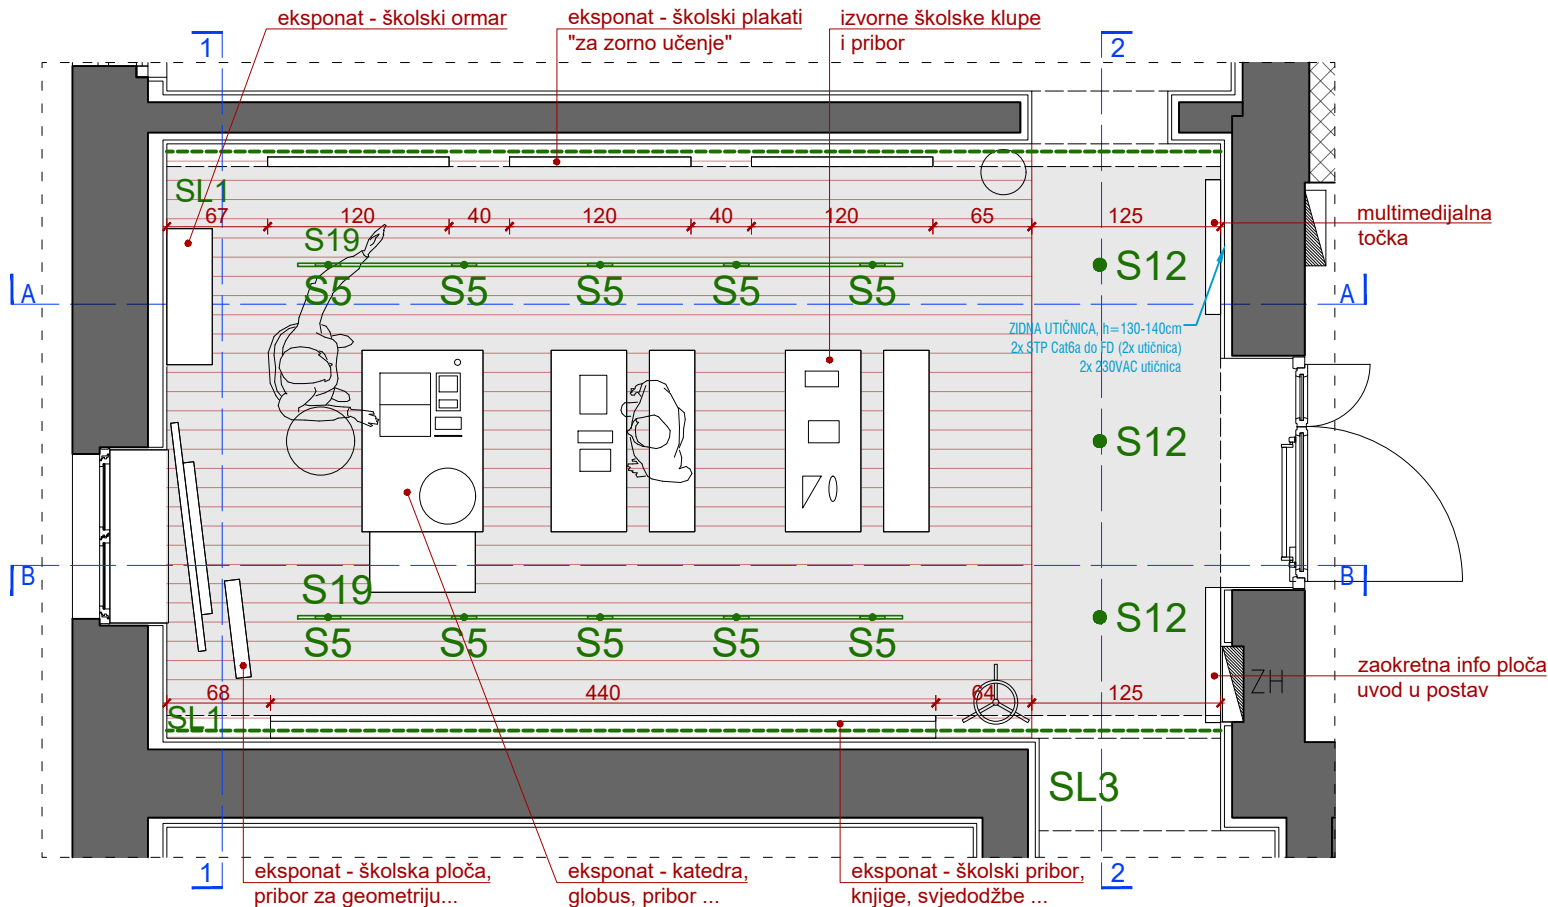 eksponat - školski ormar
eksponat - školski plakati
"za zorno učenje"
izvorne školske klupe
i pribor
1
2
SL1
67
120
40
120
40
120
65
125
multimedijalna
točka
S19
S5
S5
S5
S5
S5
S12
A
A
ZIDNA UTIČNICA, h=130-140cm
2x STP Cat6a do FD (2x utičnica)
2x 230VAC utičnica
S12
B
B
S19
S5
S5
S5
S5
S5
S12
zaokretna info ploča
uvod u postav
ZH
68
440
64
125
SL1
SL3
1
2
eksponat - školska ploča,
pribor za geometriju...
eksponat - katedra,
globus, pribor ...
eksponat - školski pribor,
knjige, svjedodžbe ...